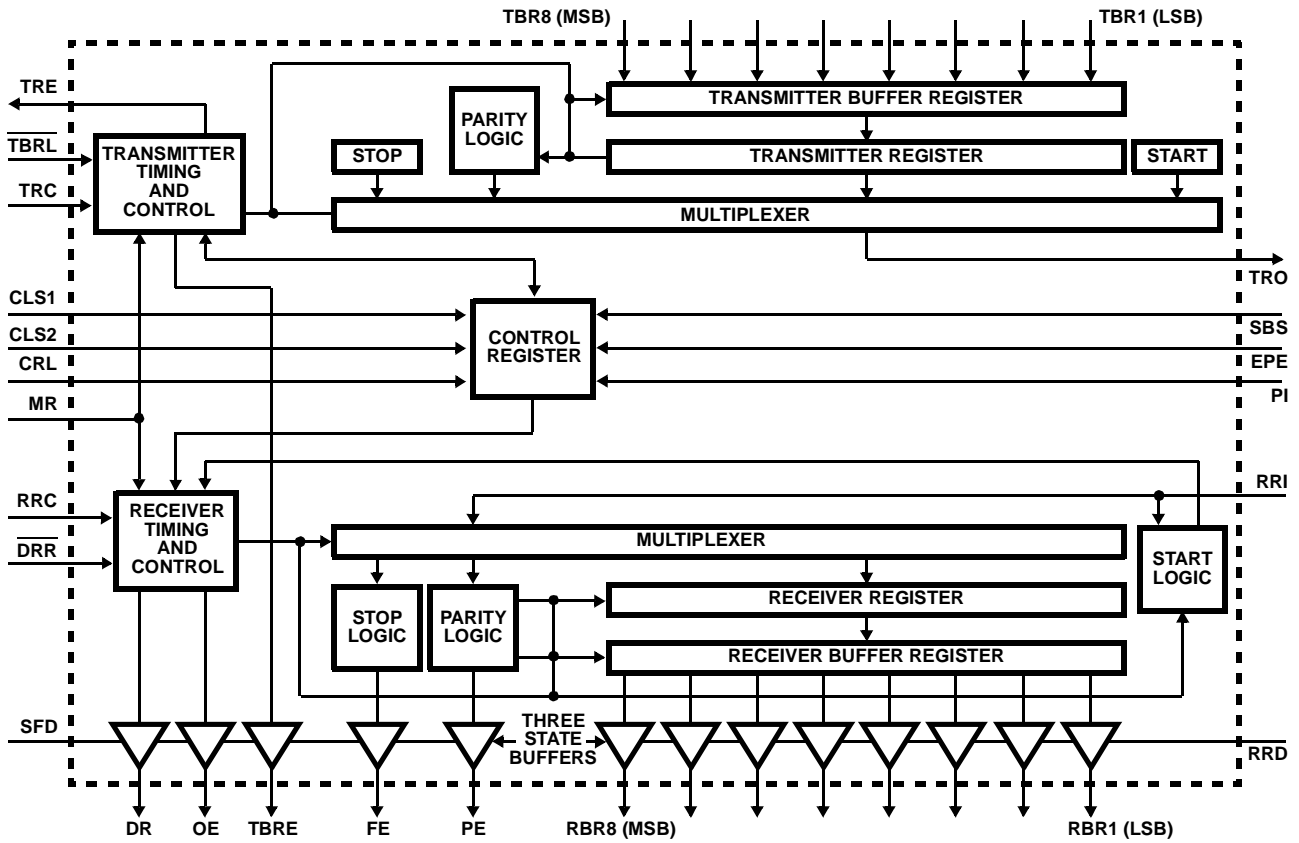 TBR8 (MSB)
TBR1 (LSB)
TRE
TBRL
TRC
TRANSMITTER
TIMING
AND
CONTROL
PARITY
LOGIC
STOP
TRANSMITTER BUFFER REGISTER
TRANSMITTER REGISTER
START
MULTIPLEXER
TRO
CLS1
CLS2
CRL
MR
CONTROL
REGISTER
SBS
EPE
PI
RRI
RRC
DRR
RECEIVER
TIMING
AND
CONTROL
MULTIPLEXER
START
LOGIC
STOP
LOGIC
PARITY
LOGIC
RECEIVER REGISTER
RECEIVER BUFFER REGISTER
SFD
THREE
STATE
BUFFERS
RRD
DR
OE
TBRE
FE
PE
RBR8 (MSB)
RBR1 (LSB)